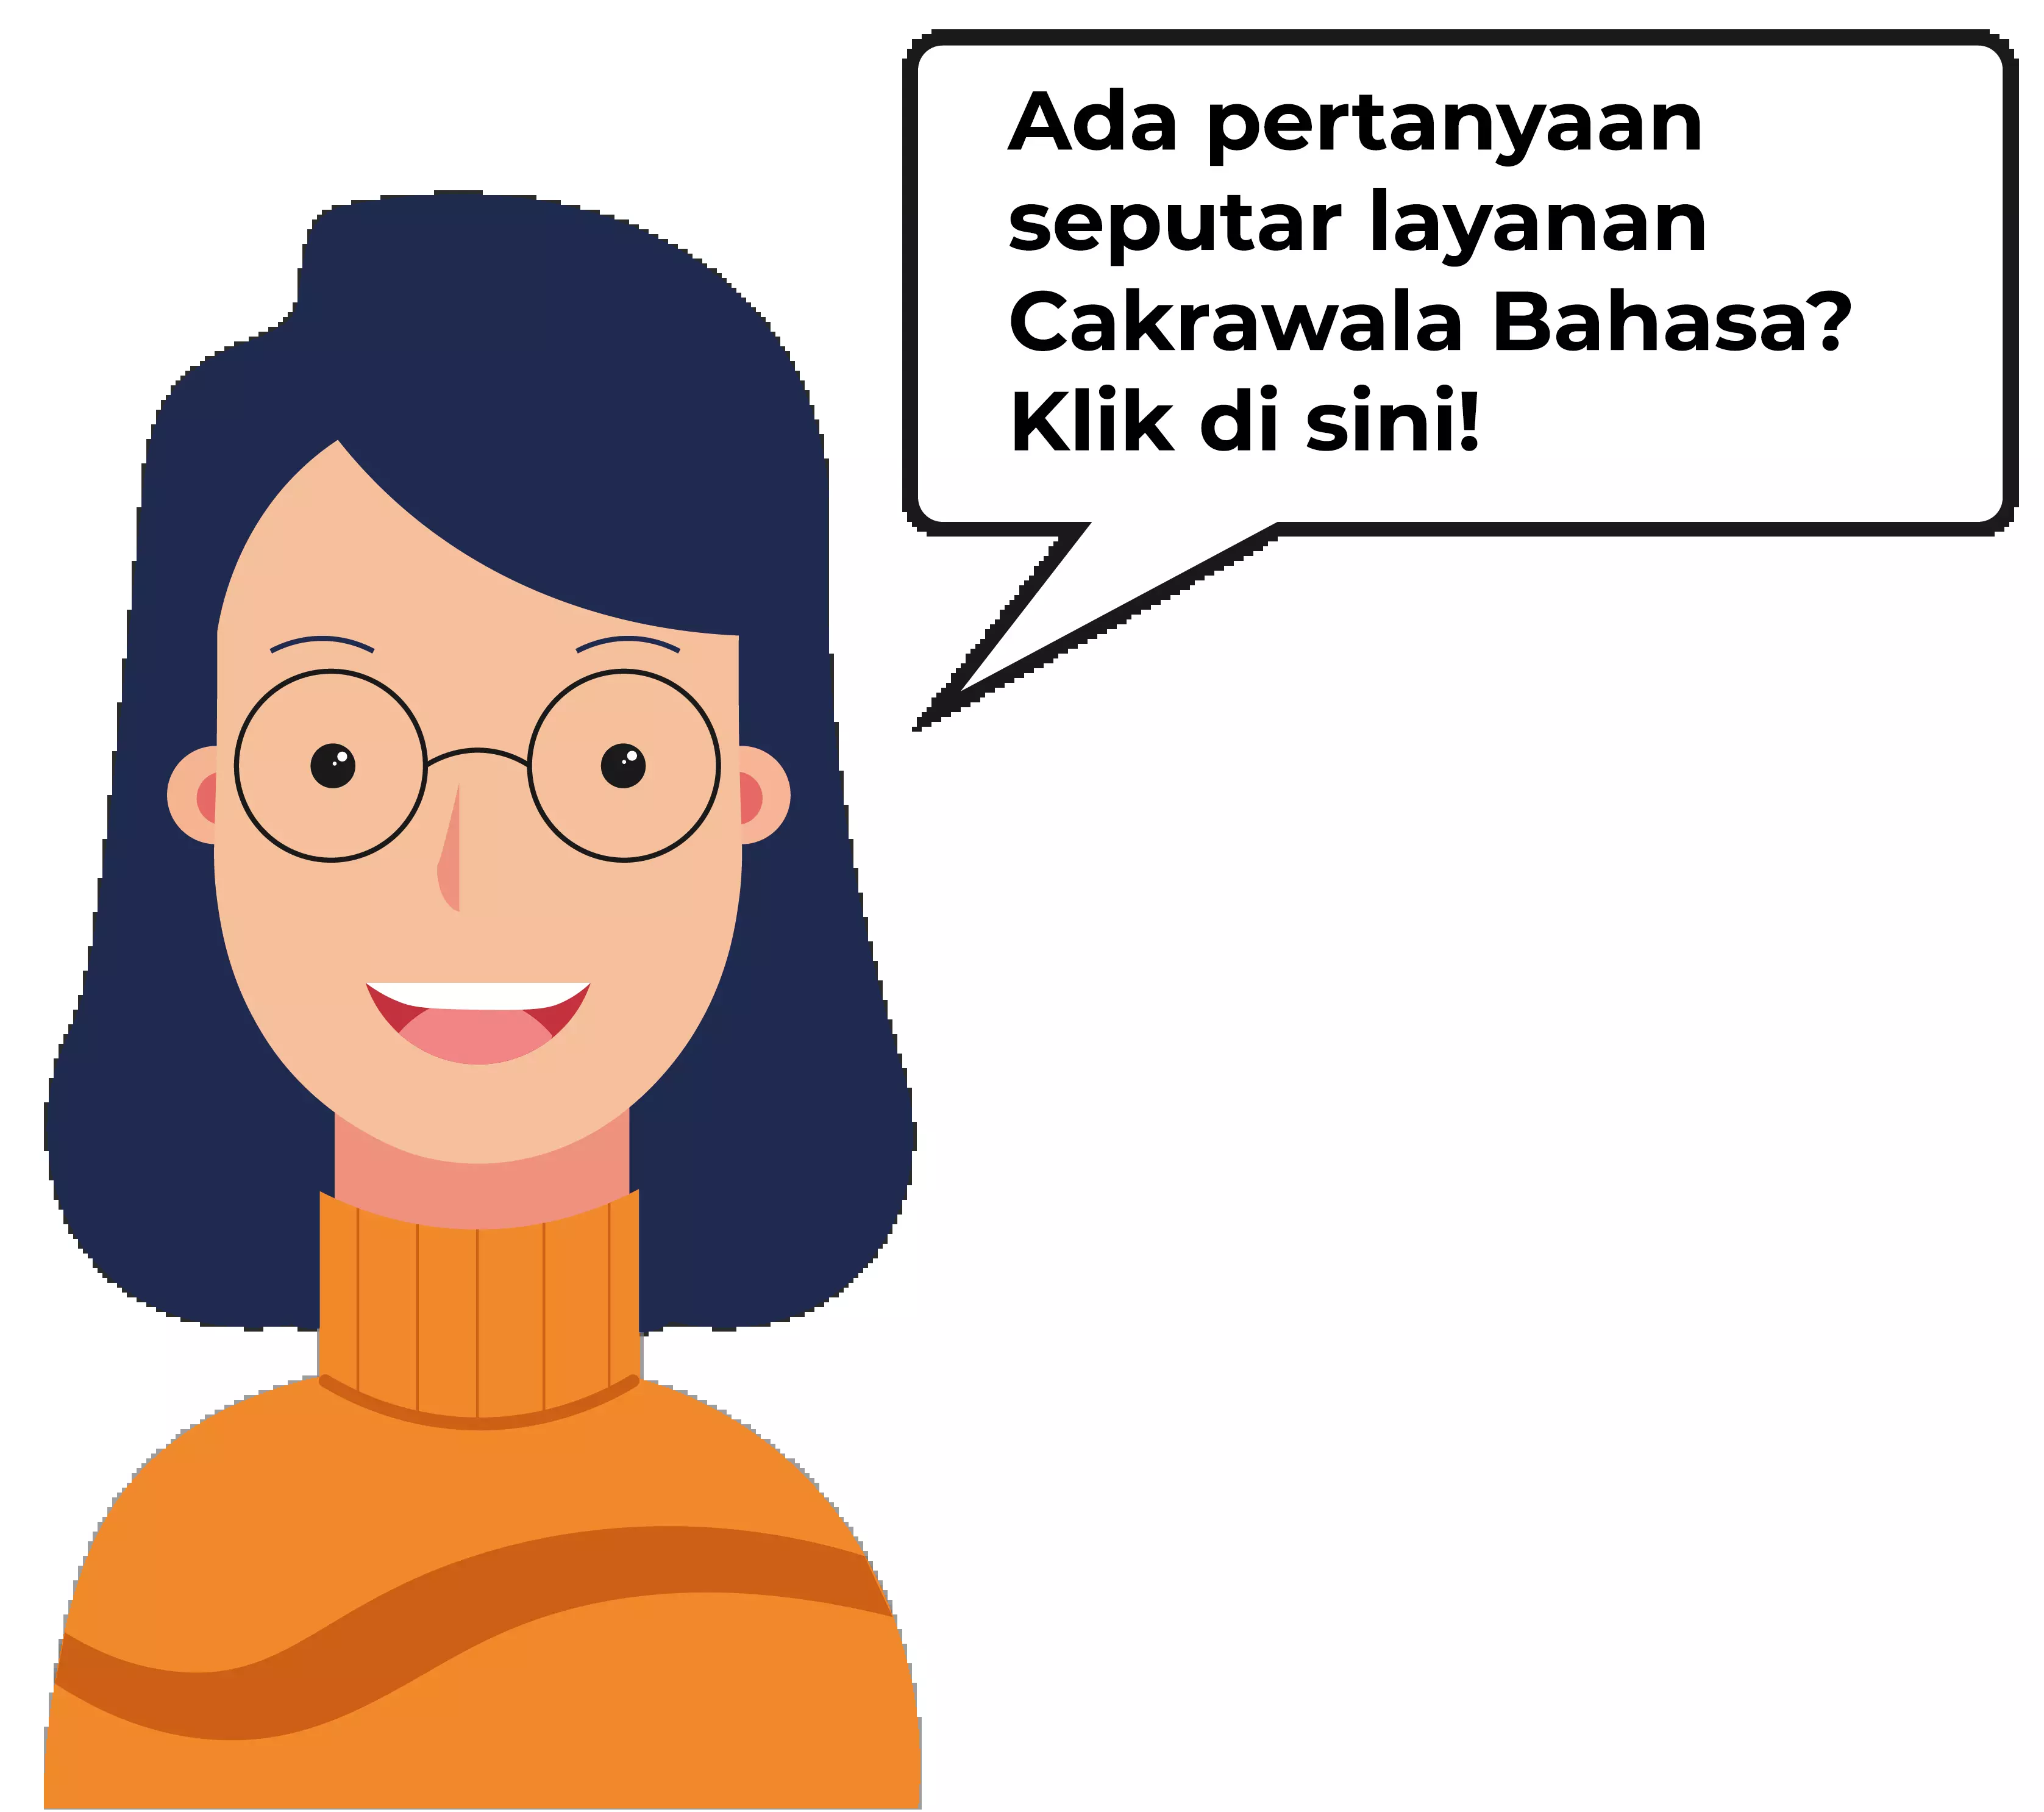 Ada pertanyaan
seputar layanan
Cakrawala Bahasa?
Klik di sini!